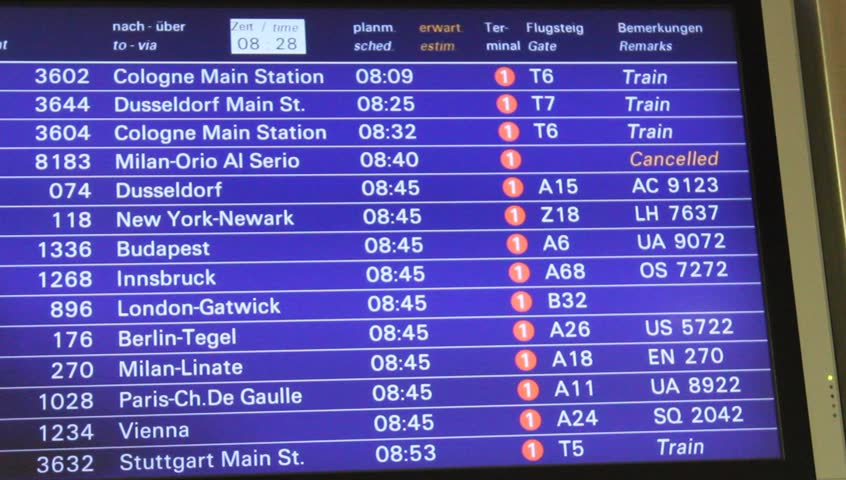 nach - über Zeit / time planm. erwart. Ter- Flugsteig Bemerkungen
to - via 08 28 sched. estim. minal Gate Remarks
3602 Cologne Main Station 08:09 1 T6 Train
3644 Dusseldorf Main St. 08:25 1 T7 Train
3604 Cologne Main Station 08:32 1 T6 Train
8183 Milan-Orio Al Serio 08:40 1 Cancelled
074 Dusseldorf 08:45 1 A15 AC 9123
118 New York-Newark 08:45 1 Z18 LH 7637
1336 Budapest 08:45 1 A6 UA 9072
1268 Innsbruck 08:45 1 A68 OS 7272
896 London-Gatwick 08:45 1 B32
176 Berlin-Tegel 08:45 1 A26 US 5722
270 Milan-Linate 08:45 1 A18 EN 270
1028 Paris-Ch.De Gaulle 08:45 1 A11 UA 8922
1234 Vienna 08:45 1 A24 SQ 2042
3632 Stuttgart Main St. 08:53 1 T5 Train